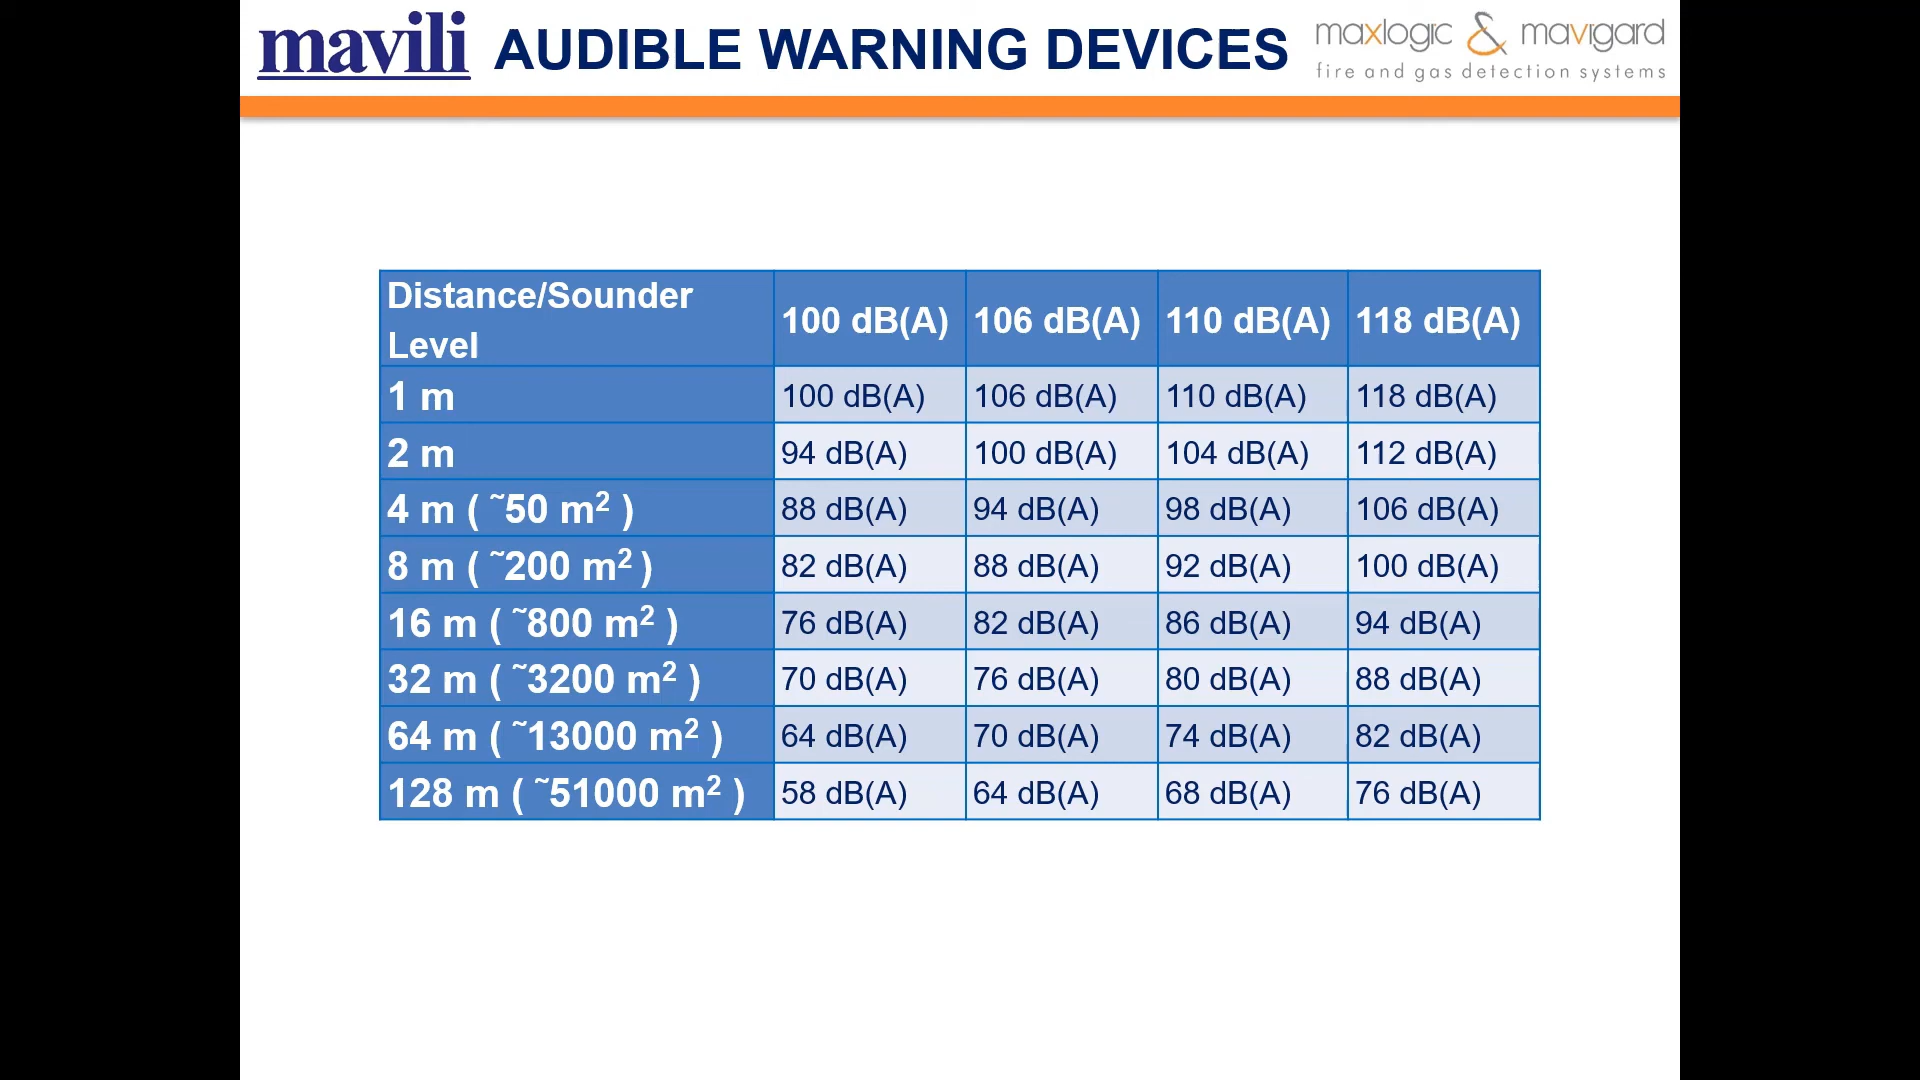 mavili AUDIBLE WARNING DEVICES maxlogic & mavigard
fire and gas detection systems
Distance/Sounder Level 100 dB(A) 106 dB(A) 110 dB(A) 118 dB(A)
1 m 100 dB(A) 106 dB(A) 110 dB(A) 118 dB(A)
2 m 94 dB(A) 100 dB(A) 104 dB(A) 112 dB(A)
4 m ( ~50 m² ) 88 dB(A) 94 dB(A) 98 dB(A) 106 dB(A)
8 m ( ~200 m² ) 82 dB(A) 88 dB(A) 92 dB(A) 100 dB(A)
16 m ( ~800 m² ) 76 dB(A) 82 dB(A) 86 dB(A) 94 dB(A)
32 m ( ~3200 m² ) 70 dB(A) 76 dB(A) 80 dB(A) 88 dB(A)
64 m ( ~13000 m² ) 64 dB(A) 70 dB(A) 74 dB(A) 82 dB(A)
128 m ( ~51000 m² ) 58 dB(A) 64 dB(A) 68 dB(A) 76 dB(A)